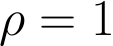 ρ = 1